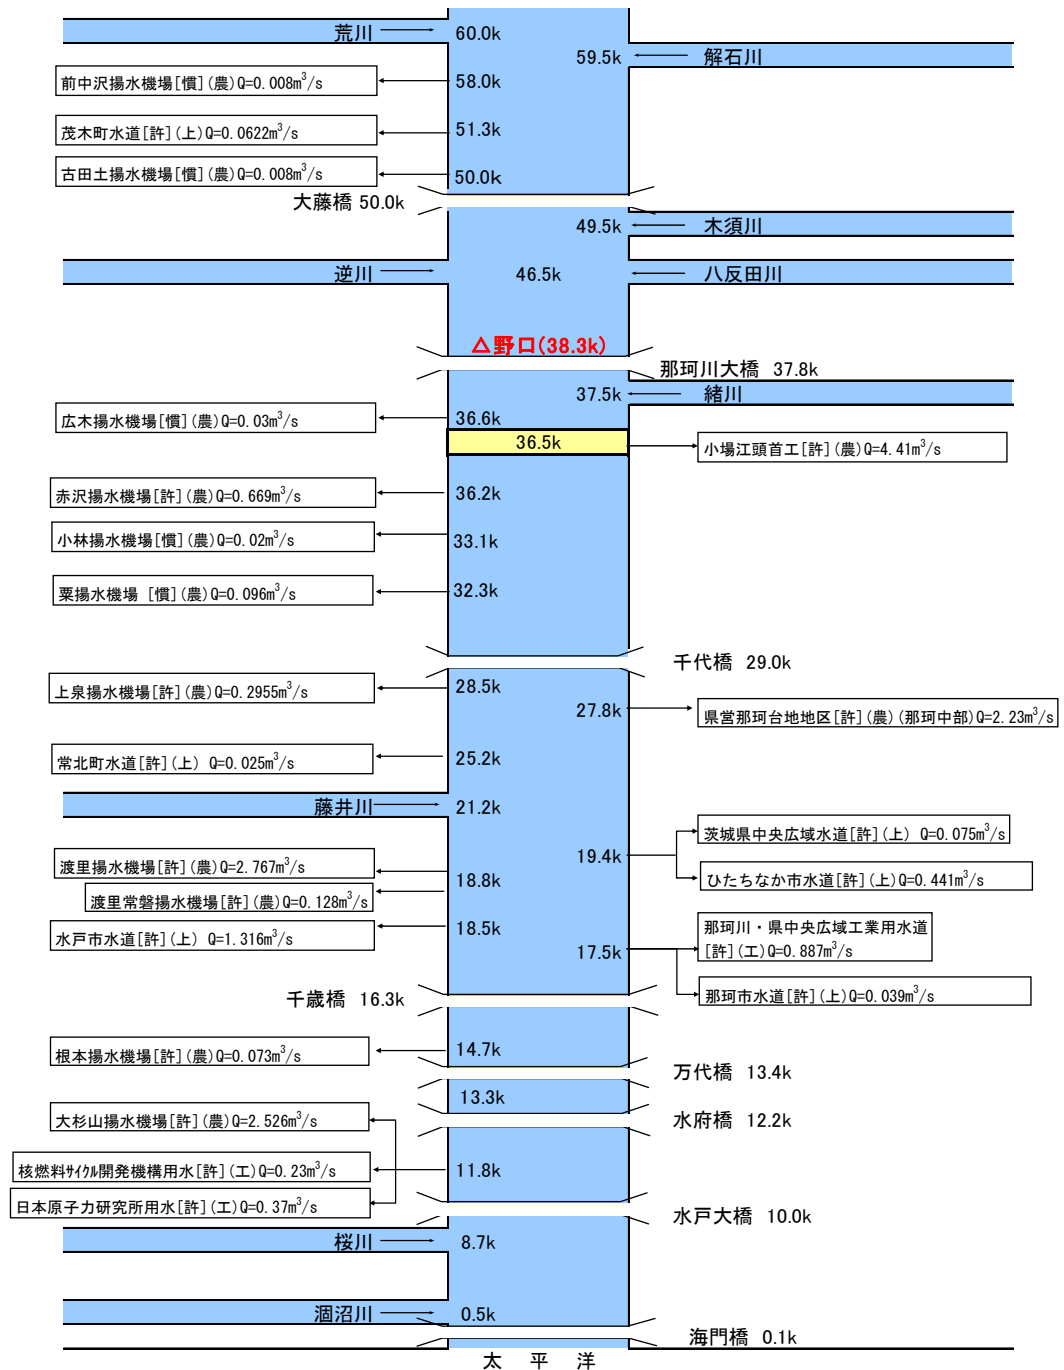 荒川
60.0k
59.5k
解石川
前中沢揚水機場[慣](農)Q=0.008m³/s
58.0k
茂木町水道[許](上)Q=0.0622m³/s
51.3k
古田土揚水機場[慣](農)Q=0.008m³/s
50.0k
大藤橋 50.0k
49.5k
木須川
逆川
46.5k
八反田川
△野口(38.3k)
那珂川大橋 37.8k
37.5k
緒川
広木揚水機場[慣](農)Q=0.03m³/s
36.6k
36.5k
小場江頭首工[許](農)Q=4.41m³/s
赤沢揚水機場[許](農)Q=0.669m³/s
36.2k
小林揚水機場[慣](農)Q=0.02m³/s
33.1k
粟揚水機場 [慣](農)Q=0.096m³/s
32.3k
千代橋 29.0k
上泉揚水機場[許](農)Q=0.2955m³/s
28.5k
27.8k
県営那珂台地地区[許](農)(那珂中部)Q=2.23m³/s
常北町水道[許](上) Q=0.025m³/s
25.2k
藤井川
21.2k
茨城県中央広域水道[許](上) Q=0.075m³/s
19.4k
渡里揚水機場[許](農)Q=2.767m³/s
18.8k
ひたちなか市水道[許](上)Q=0.441m³/s
渡里常磐揚水機場[許](農)Q=0.128m³/s
水戸市水道[許](上) Q=1.316m³/s
18.5k
那珂川・県中央広域工業用水道
[許](工)Q=0.887m³/s
17.5k
那珂市水道[許](上)Q=0.039m³/s
千歳橋 16.3k
根本揚水機場[許](農)Q=0.073m³/s
14.7k
万代橋 13.4k
13.3k
大杉山揚水機場[許](農)Q=2.526m³/s
水府橋 12.2k
核燃料ｻｲｸﾙ開発機構用水[許](工)Q=0.23m³/s
11.8k
日本原子力研究所用水[許](工)Q=0.37m³/s
水戸大橋 10.0k
桜川
8.7k
涸沼川
0.5k
海門橋 0.1k
太 平 洋